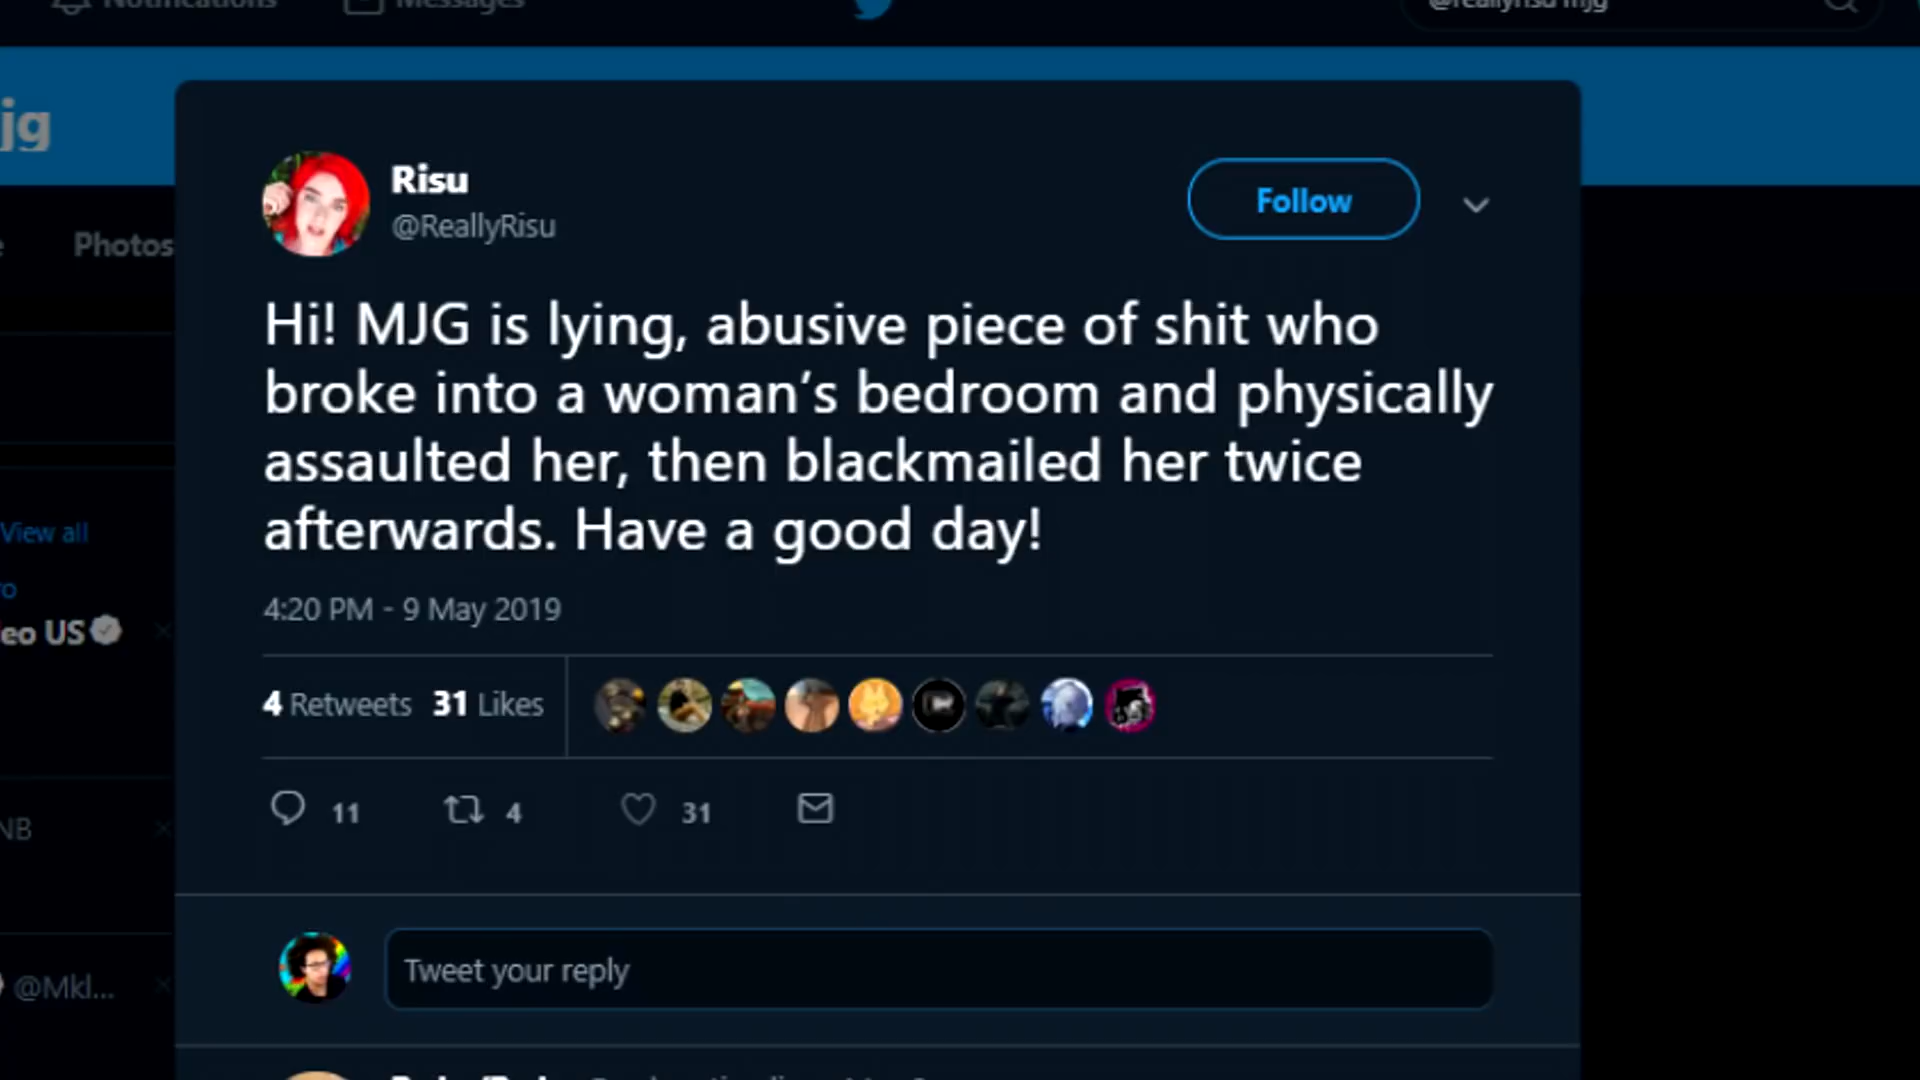 Notifications
Messages
@reallyrisu mjg
jg
Photos
View all
eo US
NB
@Mkl...
Risu
@ReallyRisu
Follow
Hi! MJG is lying, abusive piece of shit who
broke into a woman's bedroom and physically
assaulted her, then blackmailed her twice
afterwards. Have a good day!
4:20 PM - 9 May 2019
4 Retweets 31 Likes
11 4 31
Tweet your reply